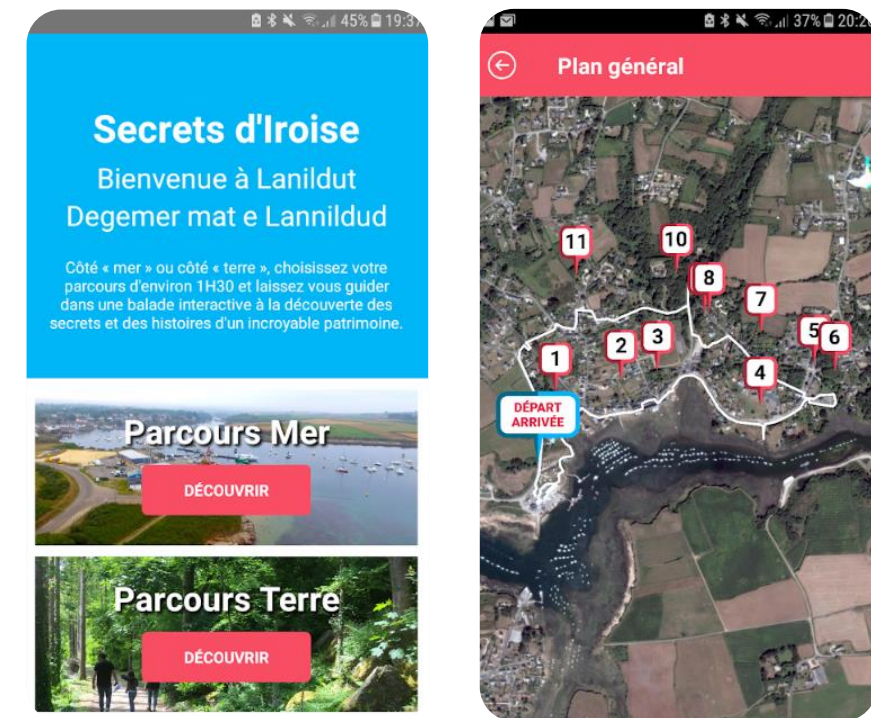 45% 19:37
Secrets d'Iroise
Bienvenue à Lanildut
Degemer mat e Lannildud
Côté « mer » ou côté « terre », choisissez votre
parcours d'environ 1H30 et laissez vous guider
dans une balade interactive à la découverte des
secrets et des histoires d'un incroyable patrimoine.
Parcours Mer
DÉCOUVRIR
Parcours Terre
DÉCOUVRIR
37%
Plan général
11
10
8
7
5
6
3
2
1
4
DÉPART
ARRIVÉE